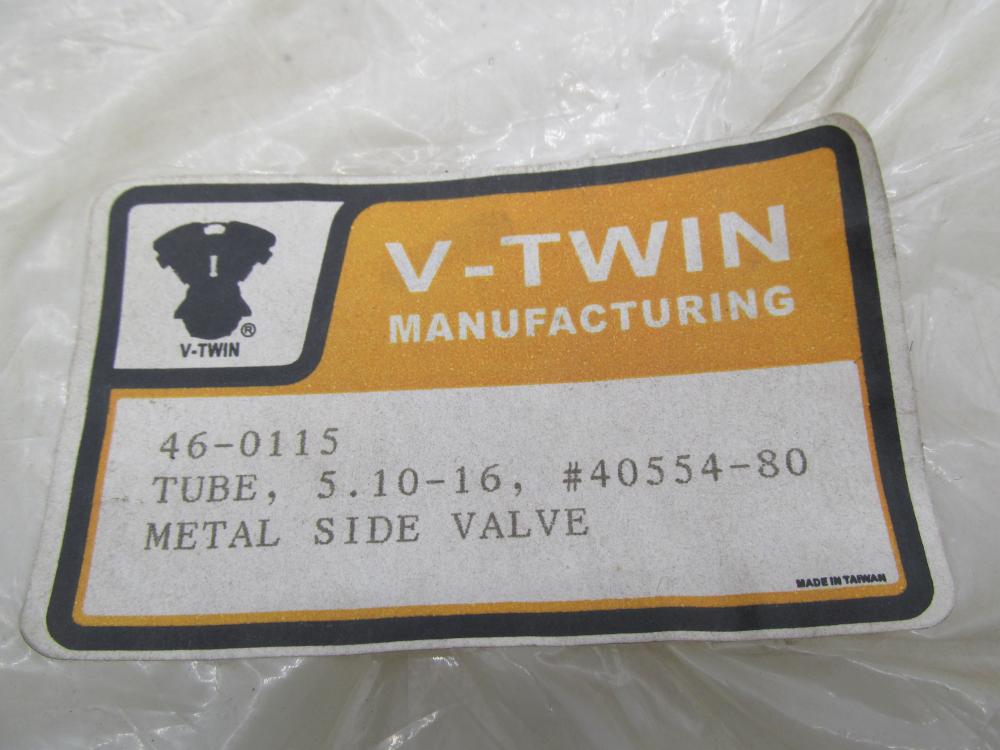 ®
V-TWIN
V-TWIN
MANUFACTURING
46-0115
TUBE, 5.10-16, #40554-80
METAL SIDE VALVE
MADE IN TAIWAN